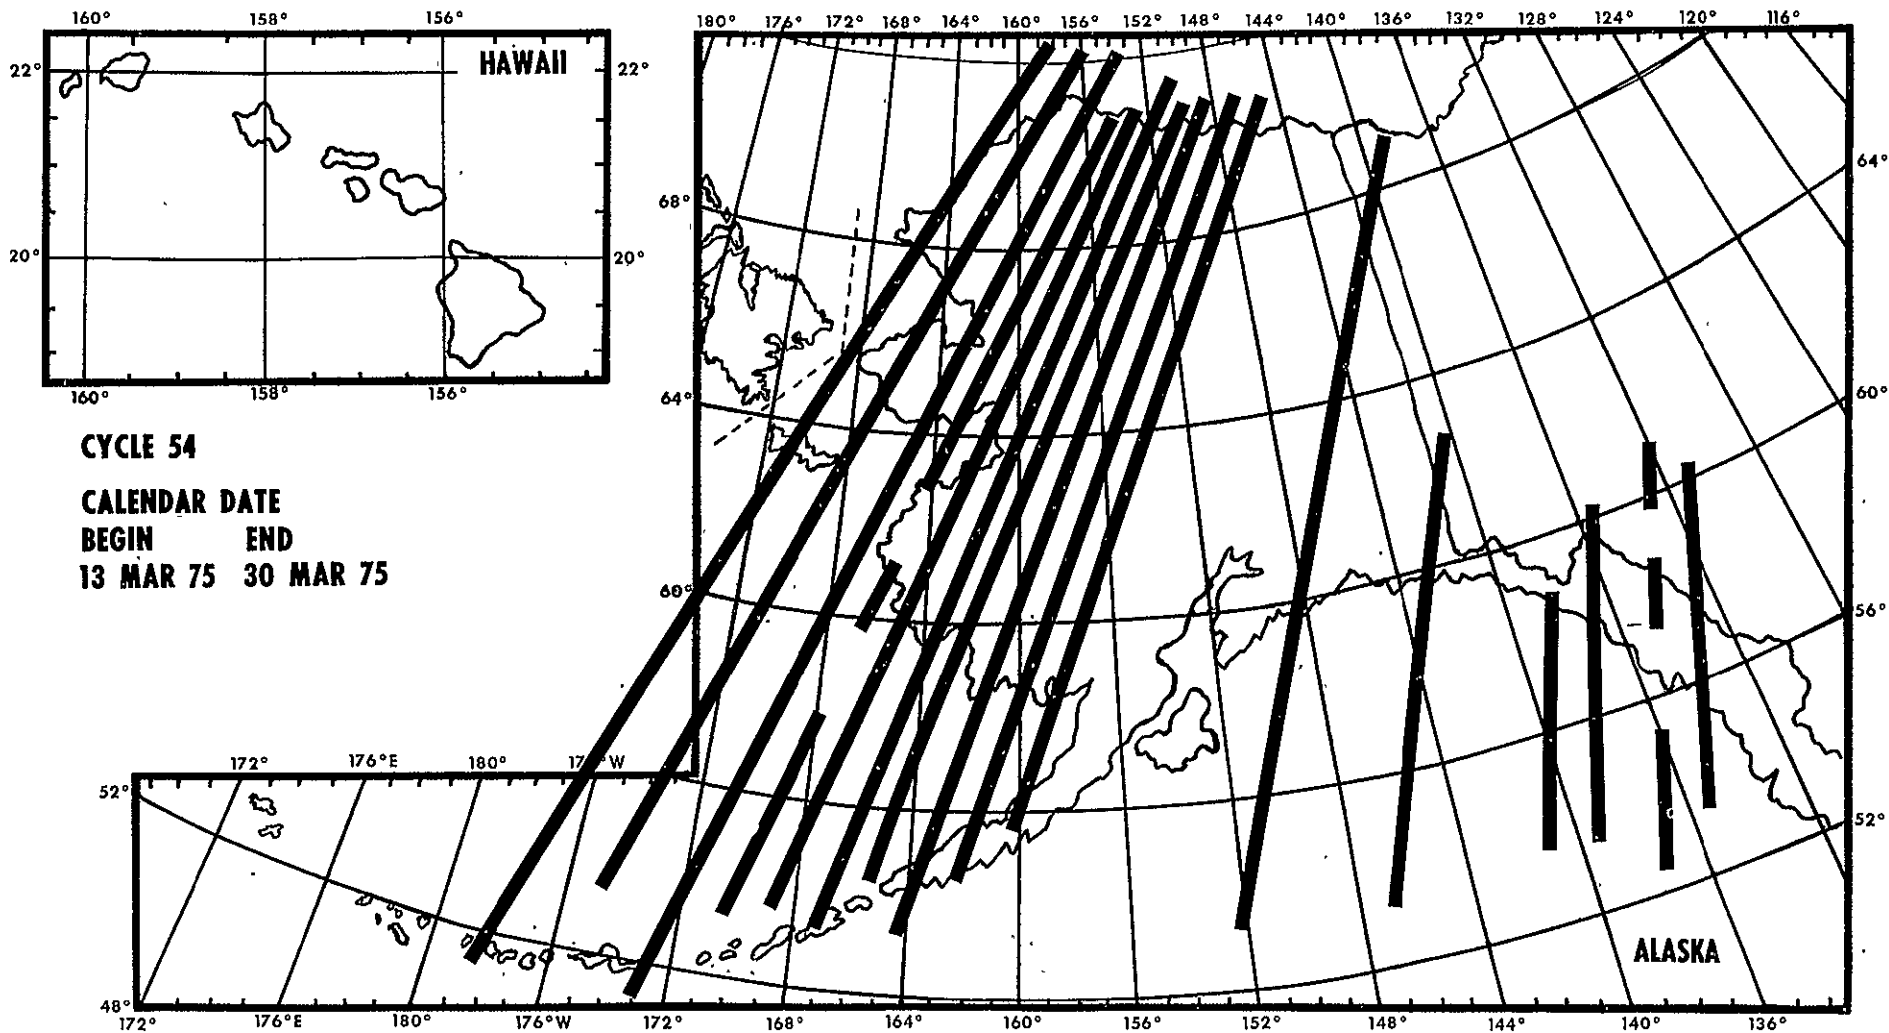 160° 158° 156°
HAWAII
22° 22°
20° 20°
160° 158° 156°
CYCLE 54
CALENDAR DATE
BEGIN END
13 MAR 75 30 MAR 75
180° 176° 172° 168° 164° 160° 156° 152° 148° 144° 140° 136° 132° 128° 124° 120° 116°
68° 64°
64° 60°
60° 56°
172° 176°E 180° W
52° 52°
ALASKA
48°
172° 176°E 180° 176°W 172° 168° 164° 160° 156° 152° 148° 144° 140° 136°